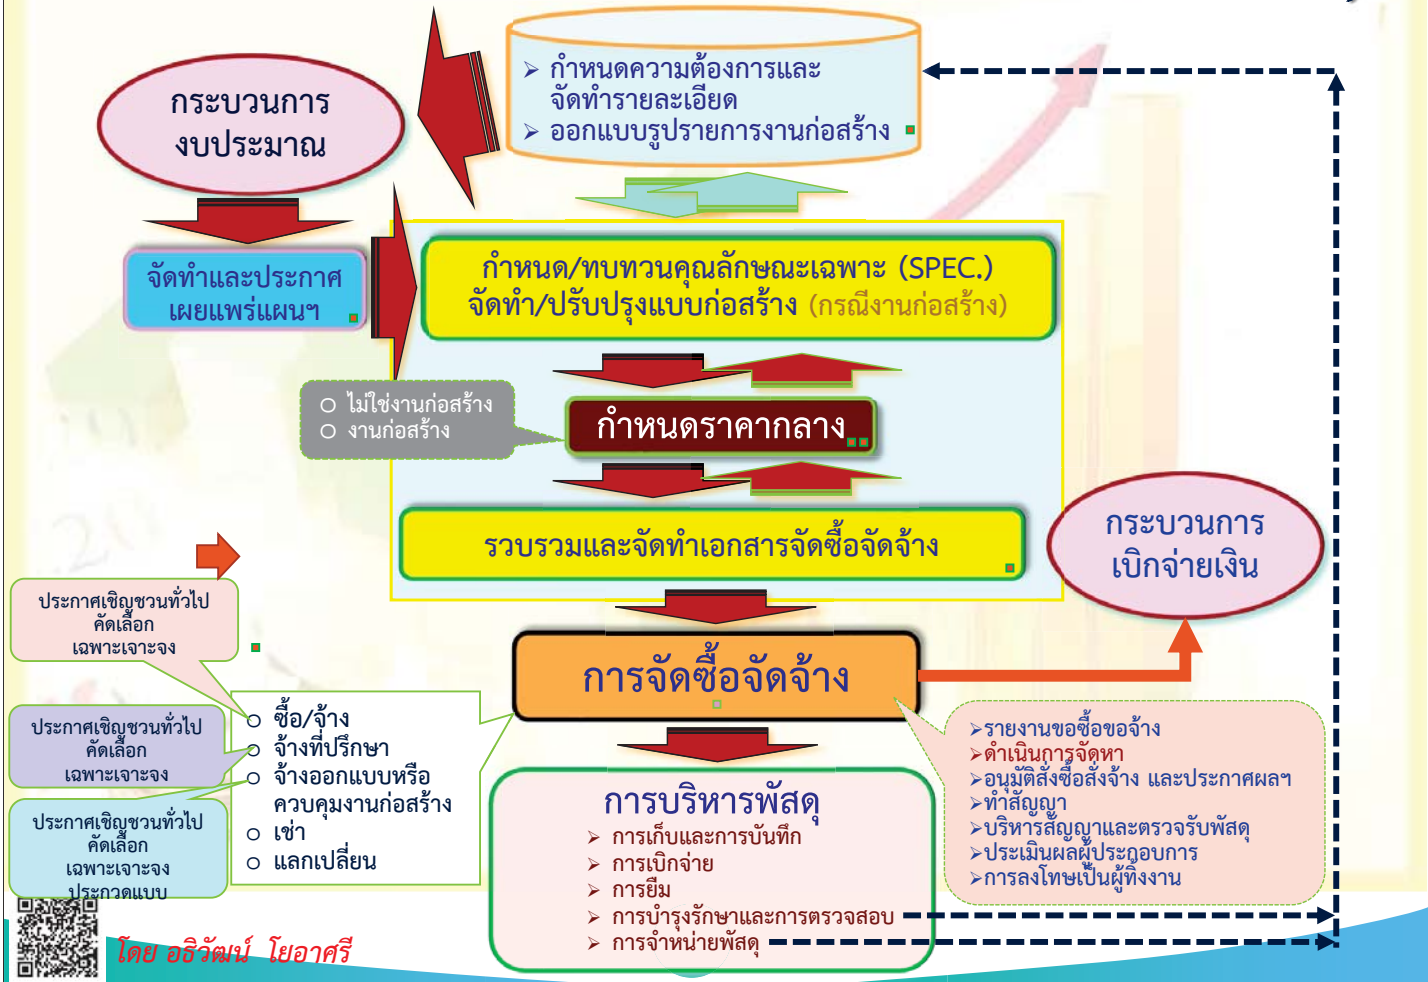 ➢ กำหนดความต้องการและ
จัดทำรายละเอียด
➢ ออกแบบรูปรายการงานก่อสร้าง
กระบวนการ
งบประมาณ
จัดทำและประกาศ
เผยแพร่แผนฯ
กำหนด/ทบทวนคุณลักษณะเฉพาะ (SPEC.)
จัดทำ/ปรับปรุงแบบก่อสร้าง (กรณีงานก่อสร้าง)
o ไม่ใช่งานก่อสร้าง
o งานก่อสร้าง
กำหนดราคากลาง
รวบรวมและจัดทำเอกสารจัดซื้อจัดจ้าง
กระบวนการ
เบิกจ่ายเงิน
ประกาศเชิญชวนทั่วไป
คัดเลือก
เฉพาะเจาะจง
การจัดซื้อจัดจ้าง
o ซื้อ/จ้าง
o จ้างที่ปรึกษา
o จ้างออกแบบหรือ
ควบคุมงานก่อสร้าง
o เช่า
o แลกเปลี่ยน
ประกาศเชิญชวนทั่วไป
คัดเลือก
เฉพาะเจาะจง
ประกาศเชิญชวนทั่วไป
คัดเลือก
เฉพาะเจาะจง
ประกวดแบบ
➢รายงานขอซื้อขอจ้าง
➢ดำเนินการจัดหา
➢อนุมัติสั่งซื้อสั่งจ้าง และประกาศผลฯ
➢ทำสัญญา
➢บริหารสัญญาและตรวจรับพัสดุ
➢ประเมินผลผู้ประกอบการ
➢การลงโทษเป็นผู้ทิ้งงาน
การบริหารพัสดุ
➢ การเก็บและการบันทึก
➢ การเบิกจ่าย
➢ การยืม
➢ การบำรุงรักษาและการตรวจสอบ
➢ การจำหน่ายพัสดุ
โดย อธิวัฒน์ โยอาศรี